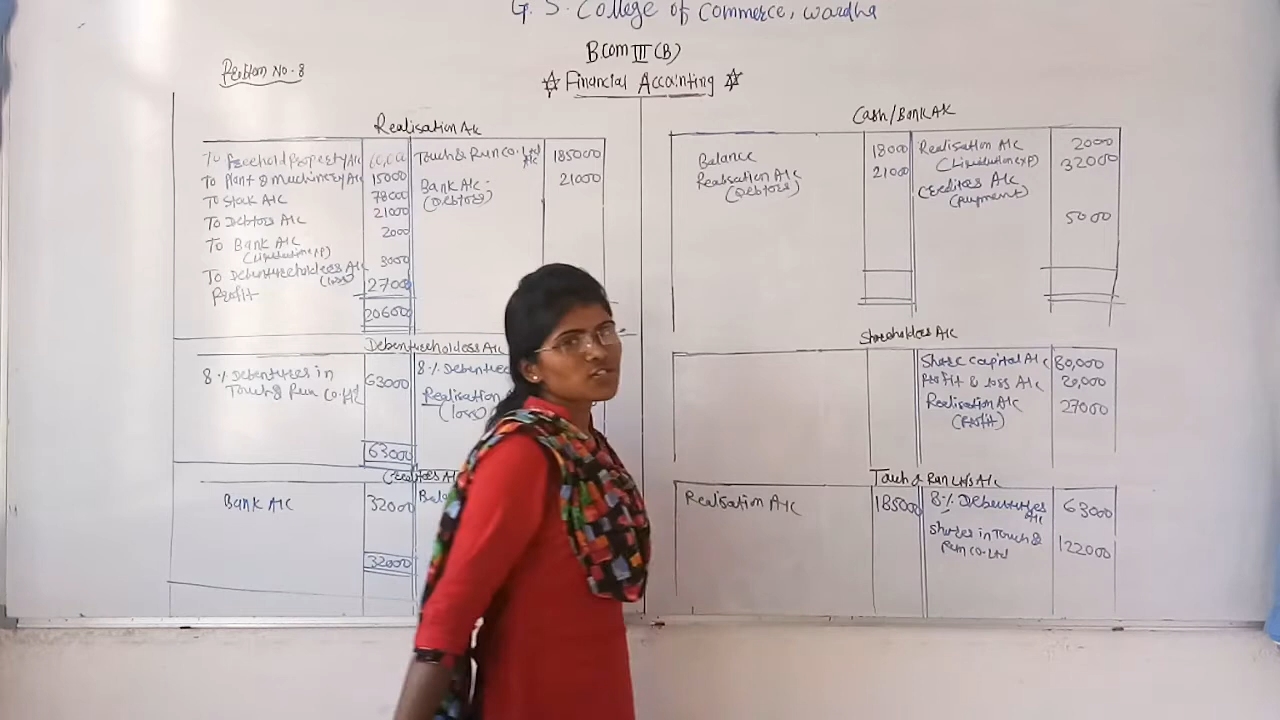 G. S. College of Commerce, Wardha
BCom III (B)
Problem No. 8
Financial Accounting
Realisation A/c
To Freehold Property A/c
To Plant & Machinery A/c 15000
To Stock A/c 78000
To Debtors A/c 21000
To Bank A/c 2000
(Liquidation exp)
To Debentureholders A/c 3000
(loss)
Profit 27000
206000
Touch & Run Co. Ltd A/c 185000
Bank A/c 21000
(Debtors)
Cash/Bank A/c
Balance 18000
Realisation A/c 21000
(Debtors)
Realisation A/c 2000
(Liquidation exp)
Creditors A/c 32000
(payment)
5000
Debentureholders A/c
8% Debentures in 63000
Touch & Run Co. Ltd
63000
8% Debenture
Realisation
(loss)
Shareholders A/c
Share capital A/c 80,000
Profit & loss A/c 20,000
Realisation A/c 27000
(Profit)
Creditors A/c
Bank A/c 32000
32000
Touch & Run Ltd's A/c
Realisation A/c 185000
8% Debentures A/c 63000
Shares in Touch & 122000
Run Co. Ltd